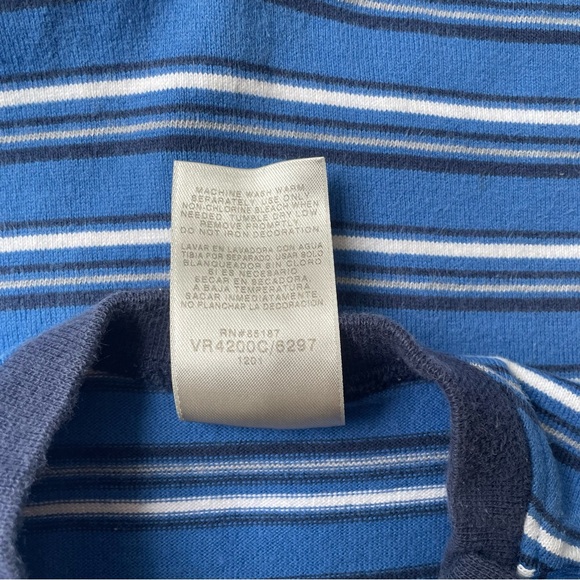 MACHINE WASH WARM
SEPARATELY USE ONLY
NON-CHLORINE BLEACH WHEN
NEEDED. TUMBLE DRY LOW
REMOVE PROMPTLY
DO NOT IRON DECORATION
LAVAR EN LAVADORA CON AGUA
TIBIA POR SEPARADO. USAR SOLO
BLANQUEADOR NI CLORO
SI ES NECESARIO
SECAR EN SECADORA
A BAJA TEMPERATURA
SACAR INMEDIATAMENTE
NO PLANCHAR LA DECORACION
RN#85187
VR4200C/6297
1201